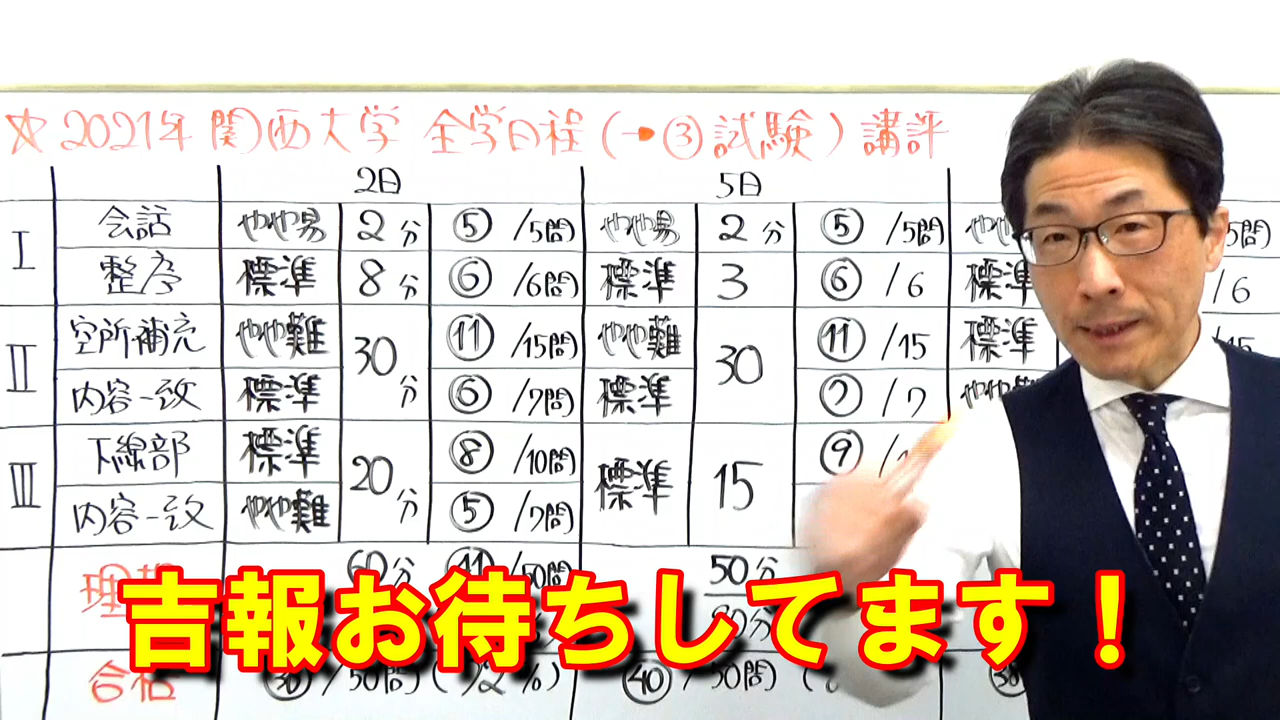 ☆2021年 関西大学 全学日程(→③試験)講評
2日 5日
I 会話 やや易 2分 ⑤/5問 やや易 2分 ⑤/5問 5問
整序 標準 8分 ⑥/6問 標準 3 ⑥/6 標準 /6
II 空所補充 やや難 30分 ⑪/15問 やや難 30 ⑪/15 標準
内容一致 標準 ⑥/7問 標準 ⑦/7
III 下線部 標準 20分 ⑧/10問 標準 15 ⑨
内容一致 やや難 ⑤/7問
60分 /50問 50分
吉報お待ちしてます！
合格 /50問 ㊵/50問